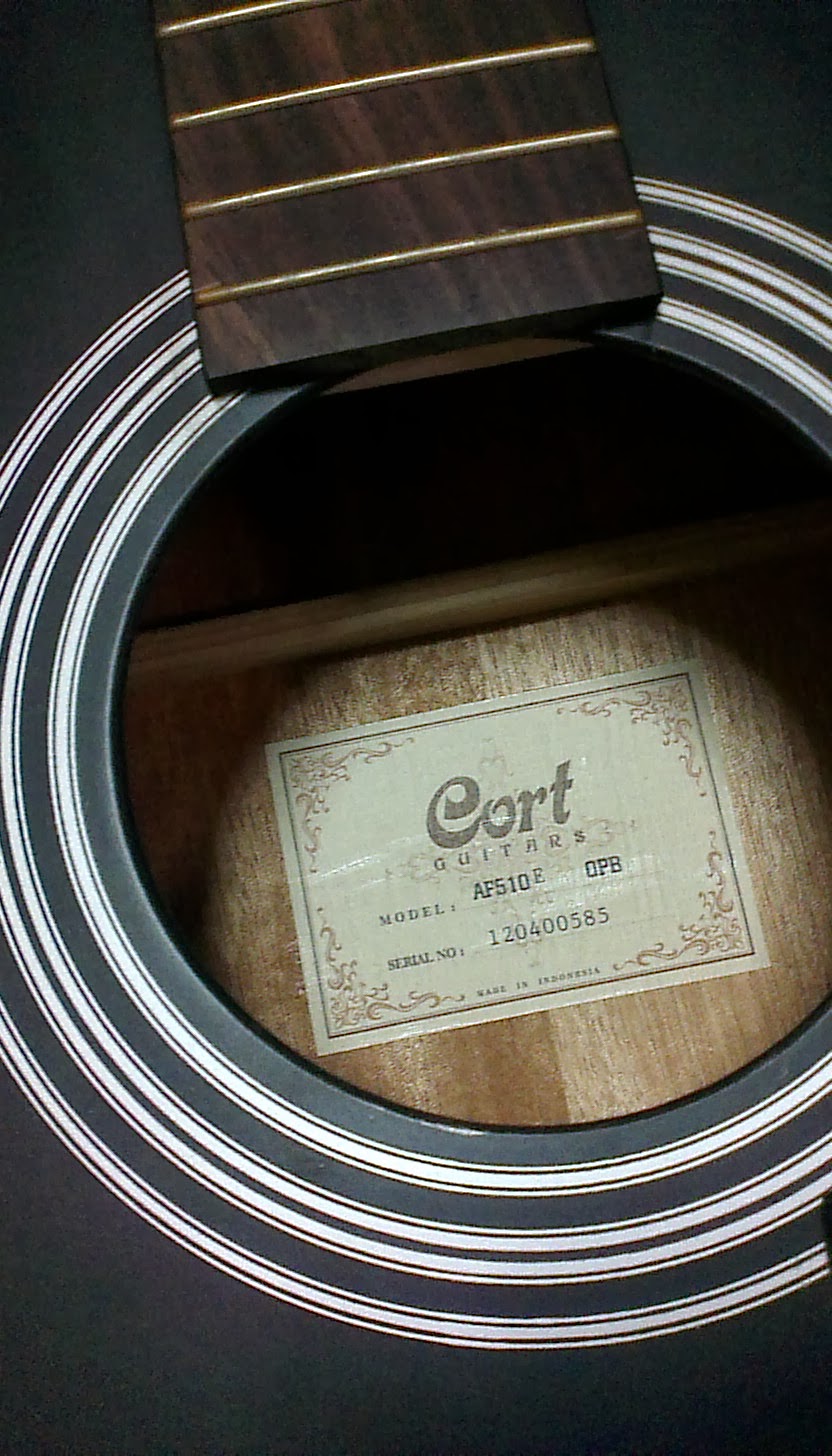 Cort
GUITARS
MODEL: AF510E OPB
SERIAL NO: 120400585
MADE IN INDONESIA